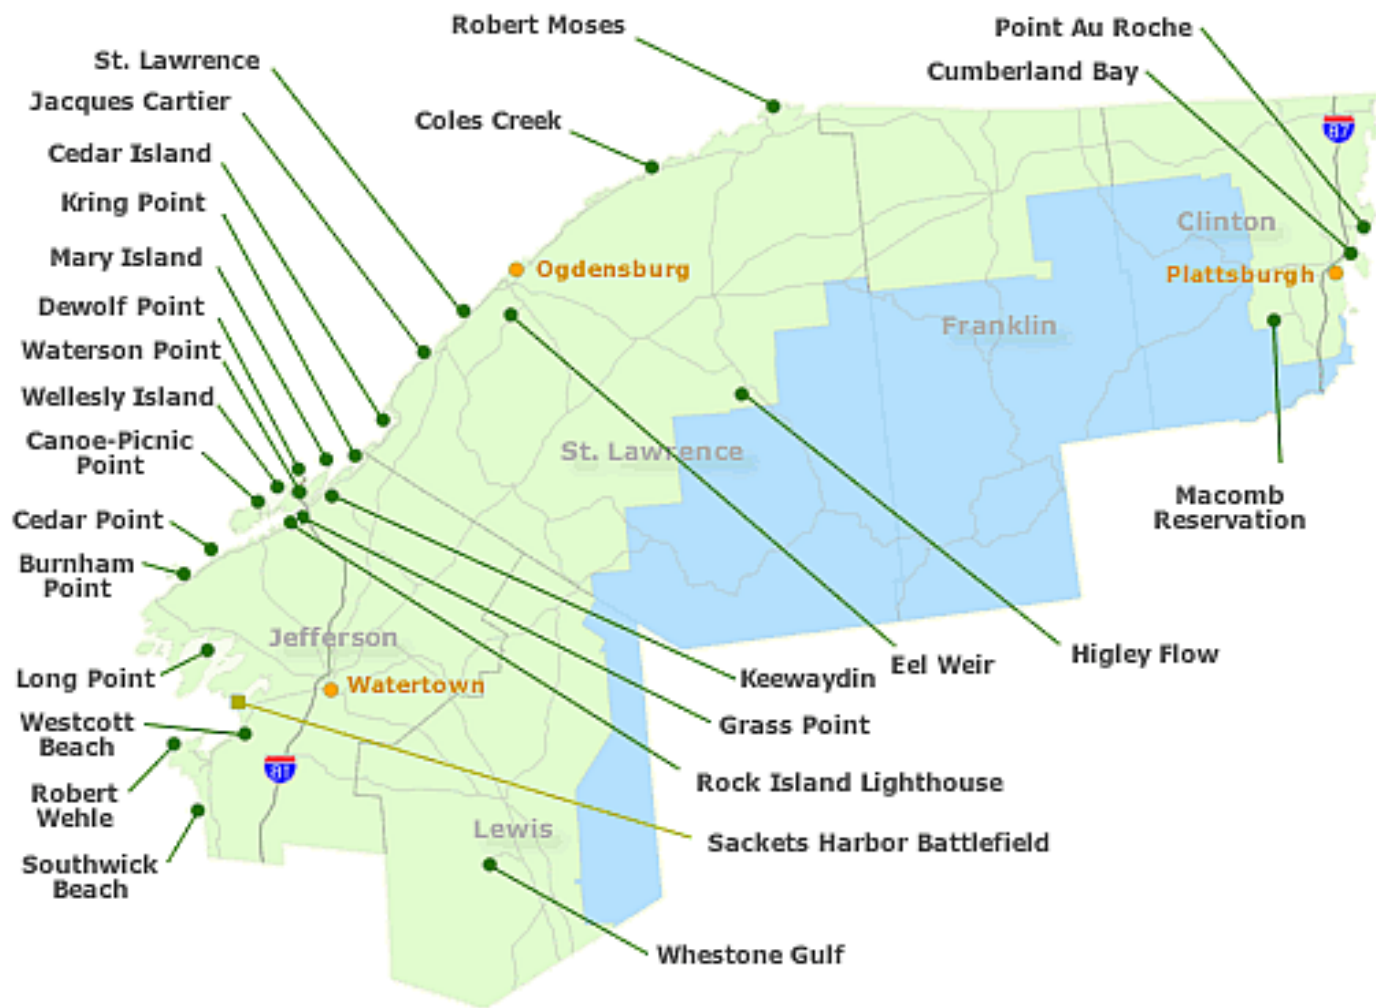 Robert Moses
Point Au Roche
Cumberland Bay
St. Lawrence
Jacques Cartier
Coles Creek
87
Cedar Island
Kring Point
Clinton
Mary Island
Ogdensburg
Plattsburgh
Dewolf Point
Franklin
Waterson Point
Wellesly Island
Canoe-Picnic
Point
St. Lawrence
Macomb
Reservation
Cedar Point
Burnham
Point
Jefferson
Long Point
Watertown
Keewaydin
Eel Weir
Higley Flow
Westcott
Beach
Grass Point
81
Robert
Wehle
Rock Island Lighthouse
Lewis
Sackets Harbor Battlefield
Southwick
Beach
Whestone Gulf